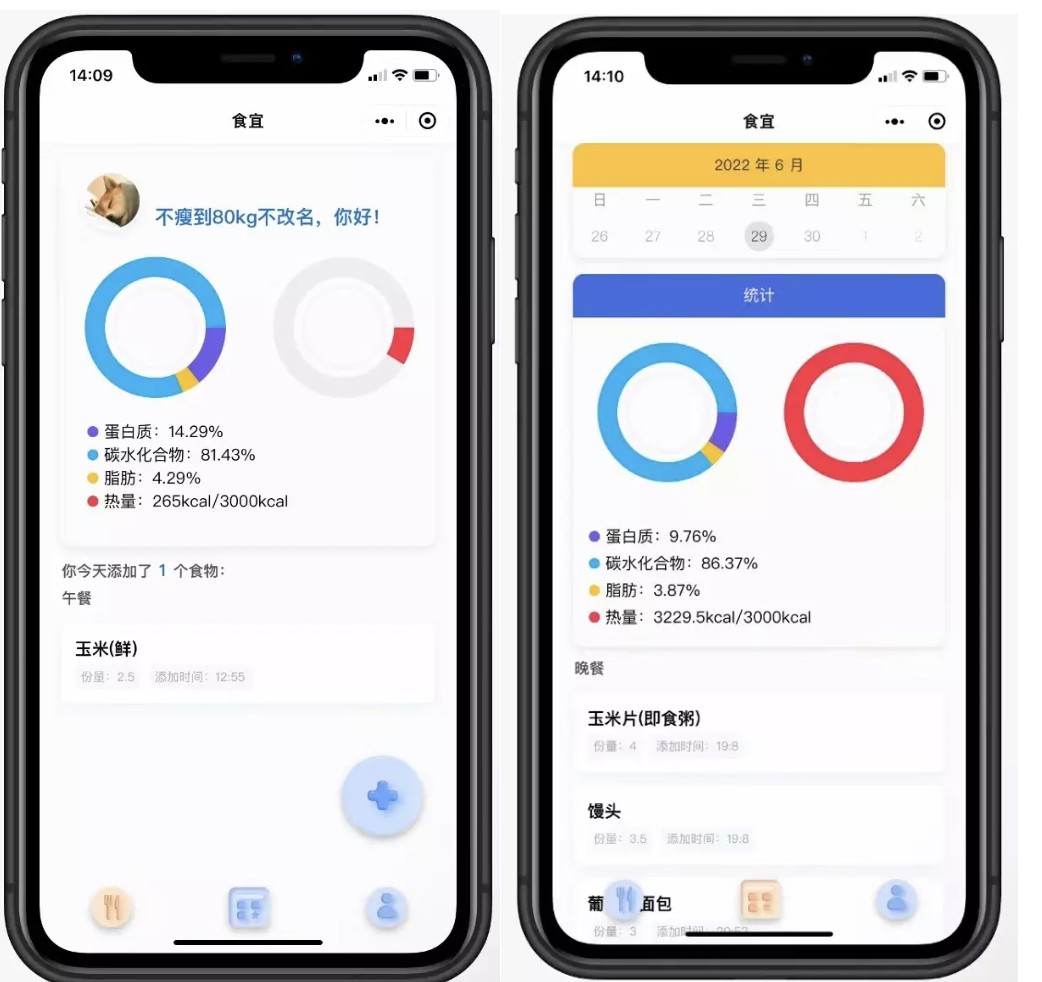 14:09
食宜
不瘦到80kg不改名，你好！
蛋白质：14.29%
碳水化合物：81.43%
脂肪：4.29%
热量：265kcal/3000kcal
你今天添加了 1 个食物：
午餐
玉米(鲜)
份量：2.5 添加时间：12:55
14:10
食宜
2022 年 6 月
日 一 二 三 四 五 六
26 27 28 29 30 1 2
统计
蛋白质：9.76%
碳水化合物：86.37%
脂肪：3.87%
热量：3229.5kcal/3000kcal
晚餐
玉米片(即食粥)
份量：4 添加时间：19:8
馒头
份量：3.5 添加时间：19:8
葡 面包
份量：3 添加时间：20:53